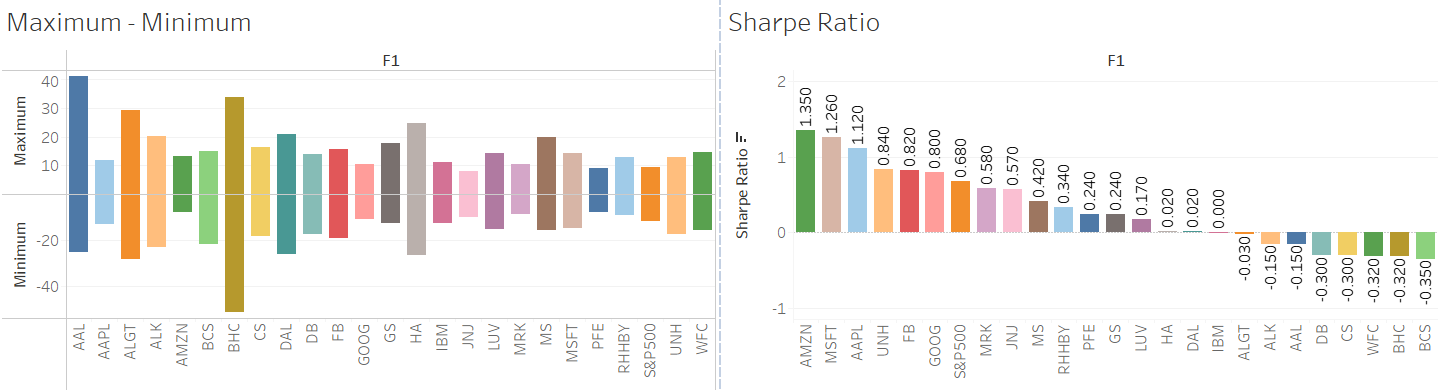 Maximum - Minimum
F1
Maximum
40
30
20
10
Minimum
-20
-40
AAL
AAPL
ALGT
ALK
AMZN
BCS
BHC
CS
DAL
DB
FB
GOOG
GS
HA
IBM
JNJ
LUV
MRK
MS
MSFT
PFE
RHHBY
S&P500
UNH
WFC
Sharpe Ratio
F1
Sharpe Ratio
2
1
0
-1
1.350
1.260
1.120
0.840
0.820
0.800
0.680
0.580
0.570
0.420
0.340
0.240
0.240
0.170
0.020
0.020
0.000
-0.030
-0.150
-0.150
-0.300
-0.300
-0.320
-0.320
-0.350
AMZN
MSFT
AAPL
UNH
FB
GOOG
S&P500
MRK
JNJ
MS
RHHBY
PFE
GS
LUV
HA
DAL
IBM
ALGT
ALK
AAL
DB
CS
WFC
BHC
BCS